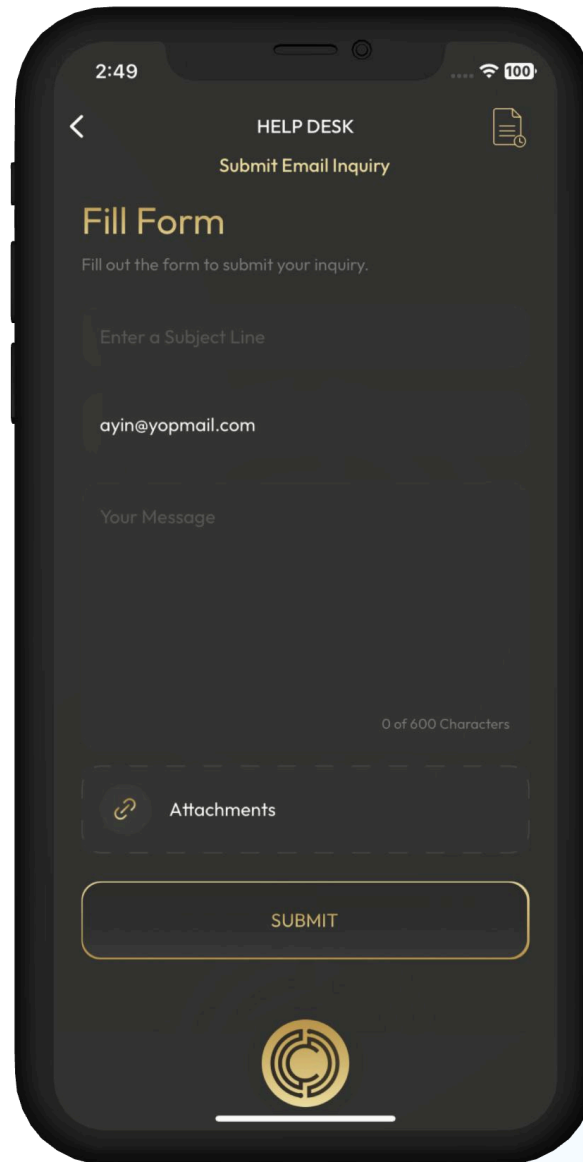 2:49
100
HELP DESK
Submit Email Inquiry
Fill Form
Fill out the form to submit your inquiry.
Enter a Subject Line
ayin@yopmail.com
Your Message
0 of 600 Characters
Attachments
SUBMIT